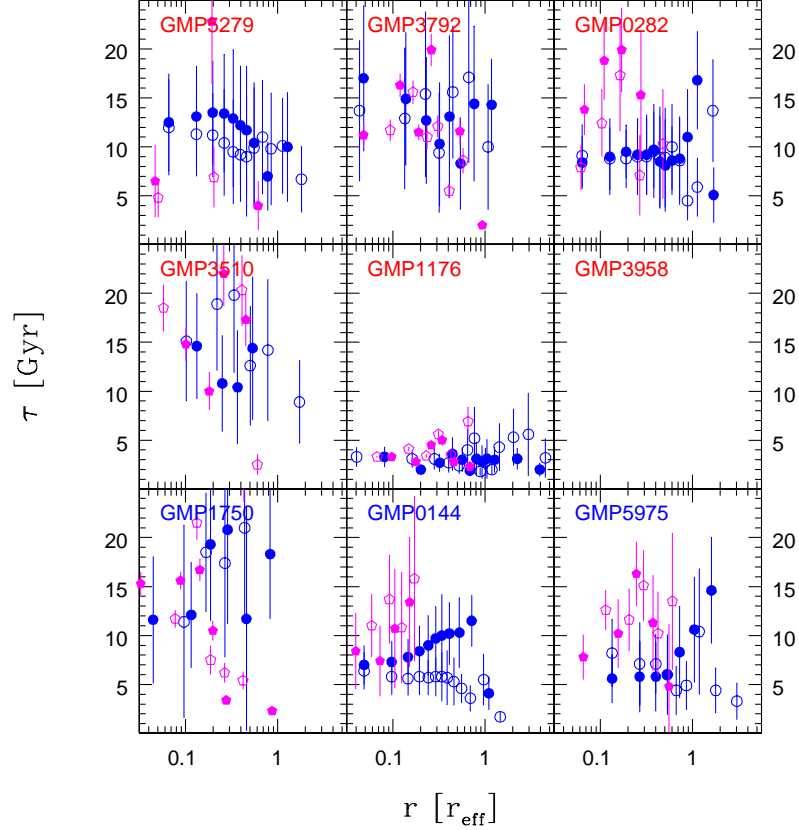 GMP5279 GMP3792 GMP0282
20 20
15 15
10 10
5 5
GMP3510 GMP1176 GMP3958
20 20
15 15
10 10
5 5
τ [Gyr]
GMP1750 GMP0144 GMP5975
20 20
15 15
10 10
5 5
0.1 1 0.1 1 0.1 1
r [r_eff]